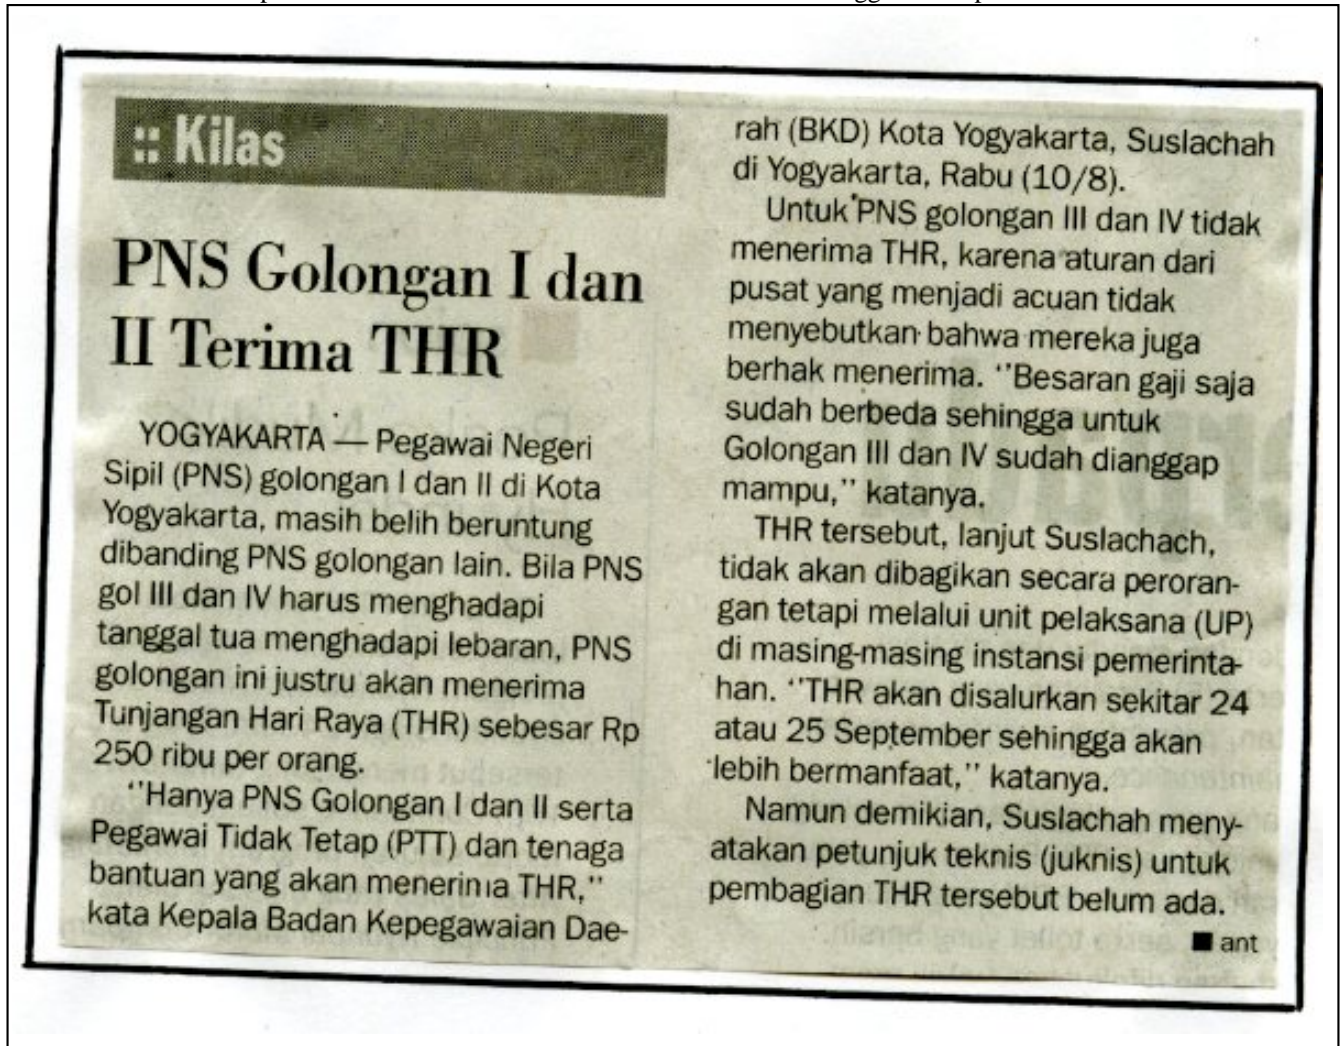 :: Kilas
PNS Golongan I dan
II Terima THR
YOGYAKARTA — Pegawai Negeri
Sipil (PNS) golongan I dan II di Kota
Yogyakarta, masih belih beruntung
dibanding PNS golongan lain. Bila PNS
gol III dan IV harus menghadapi
tanggal tua menghadapi lebaran, PNS
golongan ini justru akan menerima
Tunjangan Hari Raya (THR) sebesar Rp
250 ribu per orang.
''Hanya PNS Golongan I dan II serta
Pegawai Tidak Tetap (PTT) dan tenaga
bantuan yang akan menerima THR,''
kata Kepala Badan Kepegawaian Dae-
rah (BKD) Kota Yogyakarta, Suslachah
di Yogyakarta, Rabu (10/8).
Untuk PNS golongan III dan IV tidak
menerima THR, karena aturan dari
pusat yang menjadi acuan tidak
menyebutkan bahwa mereka juga
berhak menerima. ''Besaran gaji saja
sudah berbeda sehingga untuk
Golongan III dan IV sudah dianggap
mampu,'' katanya.
THR tersebut, lanjut Suslachach,
tidak akan dibagikan secara peroran-
gan tetapi melalui unit pelaksana (UP)
di masing-masing instansi pemerinta-
han. ''THR akan disalurkan sekitar 24
atau 25 September sehingga akan
lebih bermanfaat,'' katanya.
Namun demikian, Suslachah meny-
atakan petunjuk teknis (juknis) untuk
pembagian THR tersebut belum ada.
■ ant